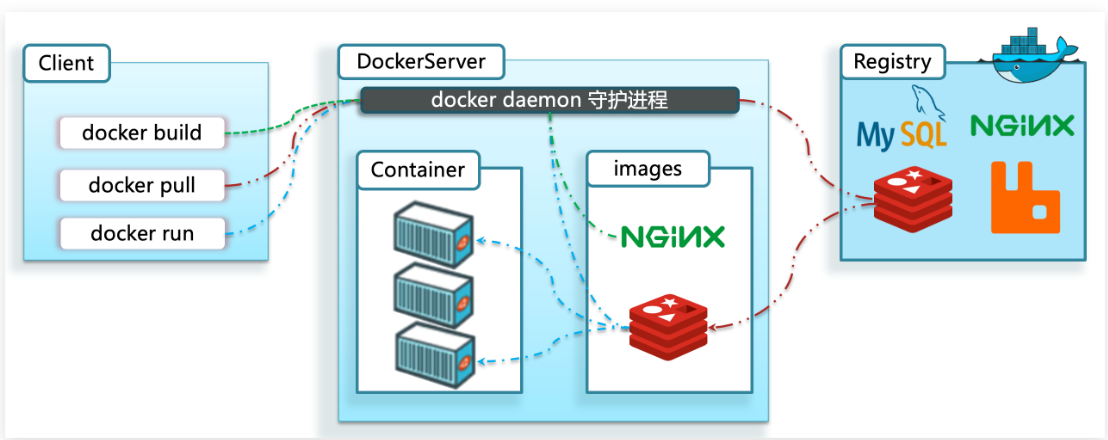 Client
docker build
docker pull
docker run
DockerServer
docker daemon 守护进程
Container
images
NGiNX
Registry
MySQL
NGiNX